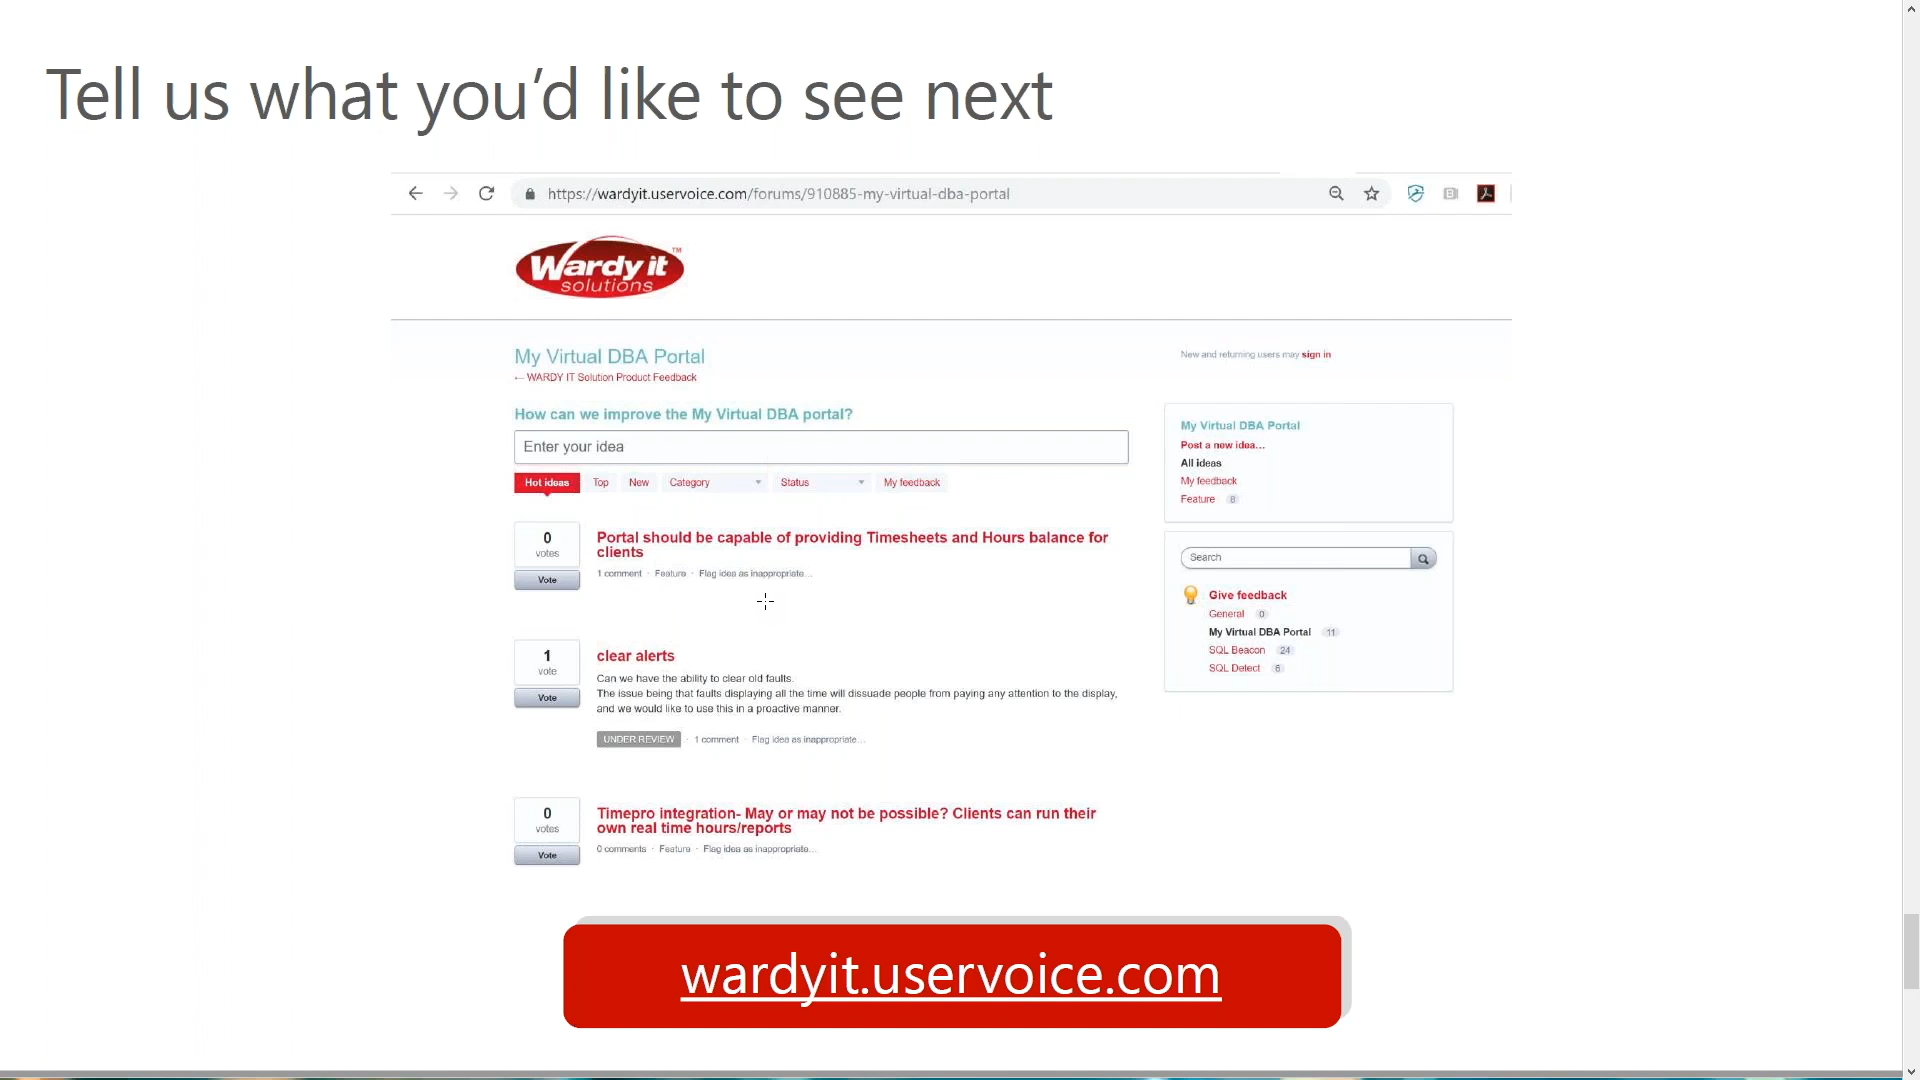 Tell us what you’d like to see next
https://wardyit.uservoice.com/forums/910885-my-virtual-dba-portal
Wardy it TM
solutions
My Virtual DBA Portal
New and returning users may sign in
← WARDY IT Solution Product Feedback
How can we improve the My Virtual DBA portal?
Enter your idea
Hot ideas Top New Category Status My feedback
0
votes
Vote
Portal should be capable of providing Timesheets and Hours balance for
clients
1 comment · Feature · Flag idea as inappropriate…
1
vote
Vote
clear alerts
Can we have the ability to clear old faults.
The issue being that faults displaying all the time will dissuade people from paying any attention to the display,
and we would like to use this in a proactive manner.
UNDER REVIEW · 1 comment · Flag idea as inappropriate…
0
votes
Vote
Timepro integration- May or may not be possible? Clients can run their
own real time hours/reports
0 comments · Feature · Flag idea as inappropriate…
My Virtual DBA Portal
Post a new idea…
All ideas
My feedback
Feature 8
Search
Give feedback
General 0
My Virtual DBA Portal 11
SQL Beacon 24
SQL Detect 6
wardyit.uservoice.com